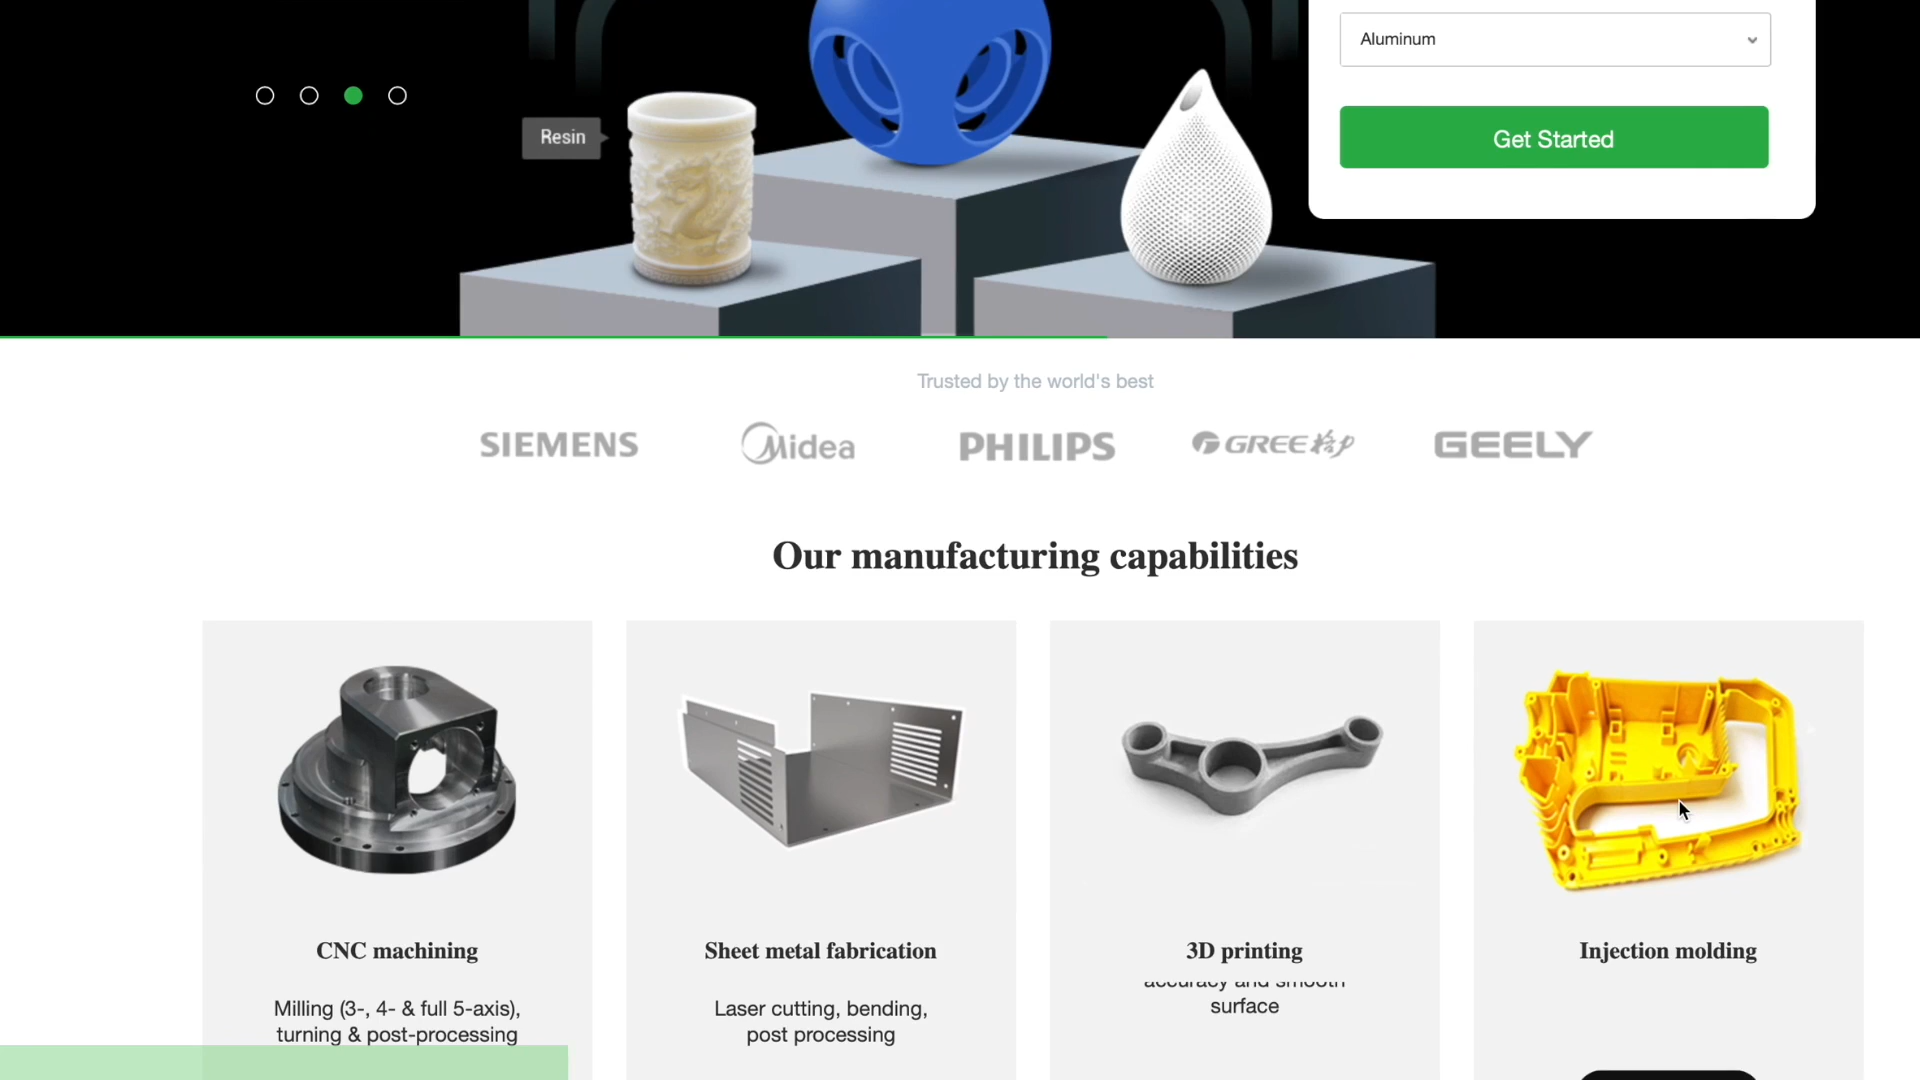 Aluminum
Get Started
Resin
Trusted by the world's best
SIEMENS
Midea
PHILIPS
GREE 格力
GEELY
Our manufacturing capabilities
CNC machining
Milling (3-, 4- & full 5-axis),
turning & post-processing
Sheet metal fabrication
Laser cutting, bending,
post processing
3D printing
accuracy and smooth
surface
Injection molding